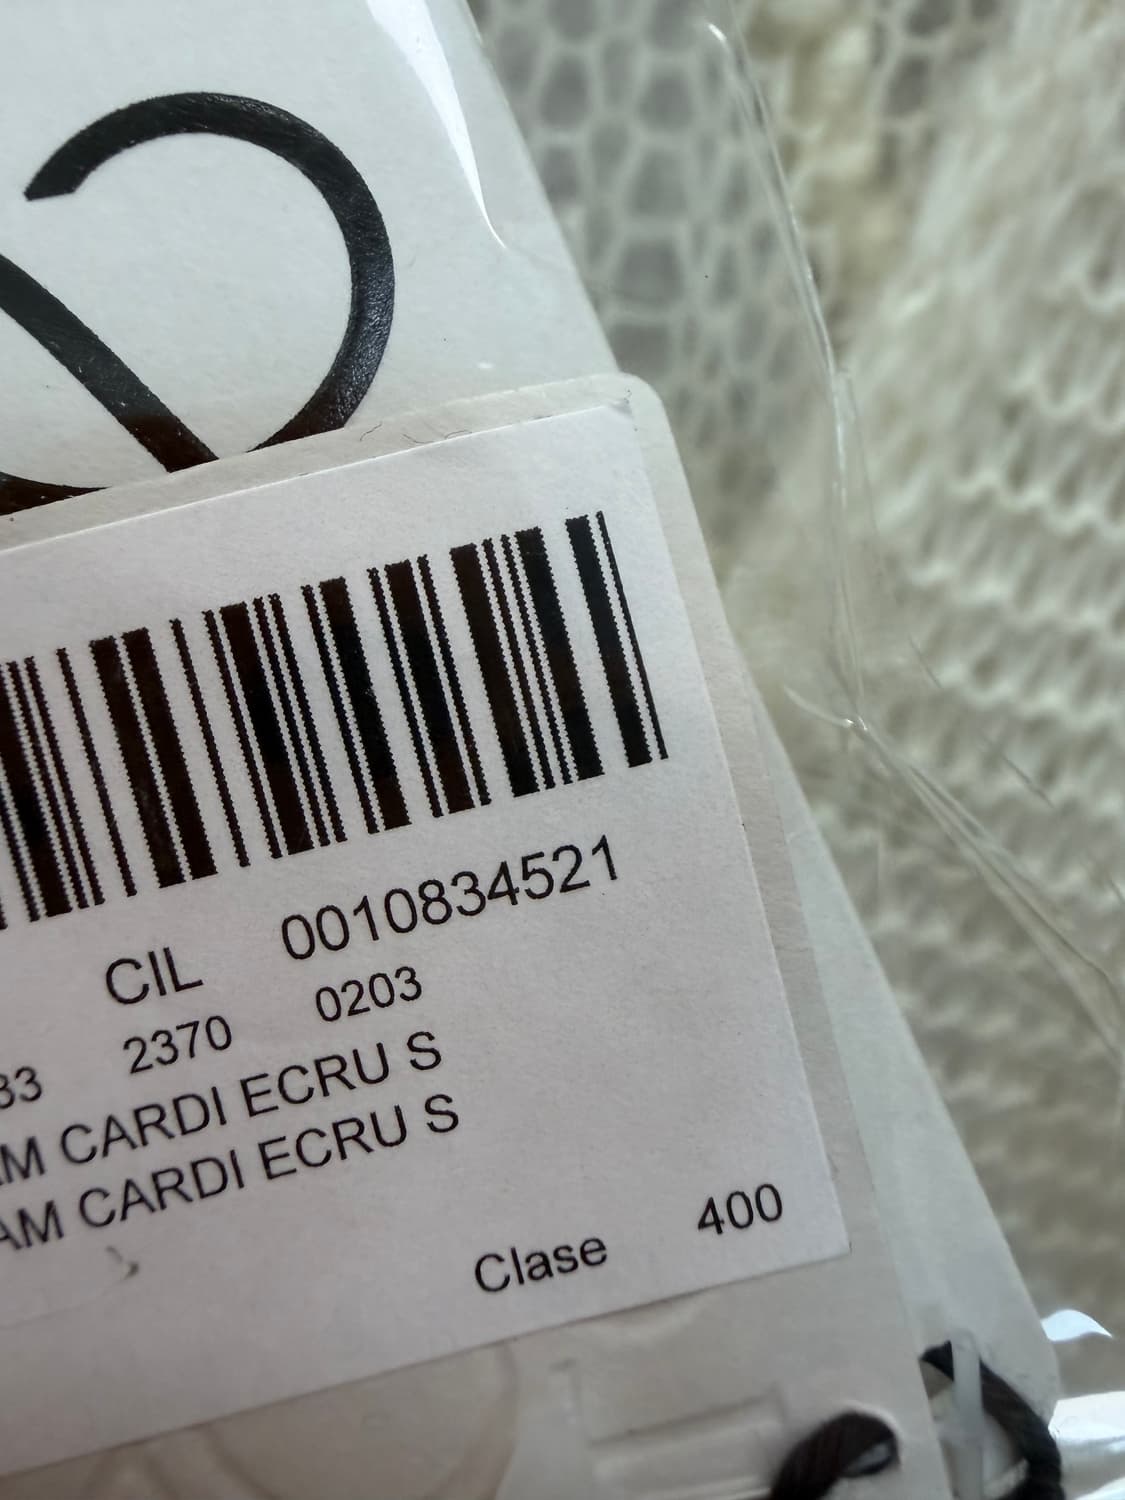 CIL 0010834521
33 2370 0203
AM CARDI ECRU S
AM CARDI ECRU S
Clase 400